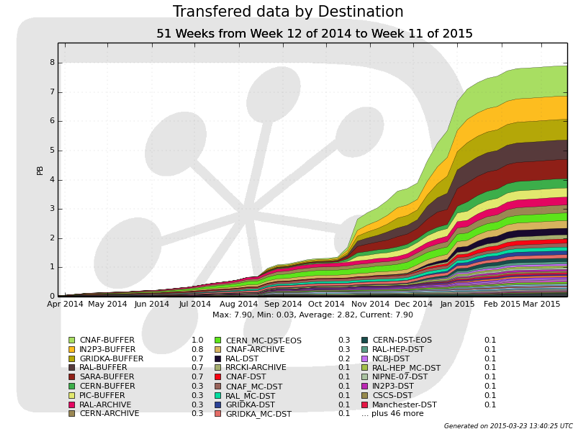 Transfered data by Destination
51 Weeks from Week 12 of 2014 to Week 11 of 2015
8
7
6
5
PB
4
3
2
1
0
Apr 2014 May 2014 Jun 2014 Jul 2014 Aug 2014 Sep 2014 Oct 2014 Nov 2014 Dec 2014 Jan 2015 Feb 2015 Mar 2015
Max: 7.90, Min: 0.03, Average: 2.82, Current: 7.90
CNAF-BUFFER 1.0 CERN_MC-DST-EOS 0.3 CERN-DST-EOS 0.1
IN2P3-BUFFER 0.8 CNAF-ARCHIVE 0.3 RAL-HEP-DST 0.1
GRIDKA-BUFFER 0.7 RAL-DST 0.2 NCBJ-DST 0.1
RAL-BUFFER 0.7 RRCKI-ARCHIVE 0.1 RAL-HEP_MC-DST 0.1
SARA-BUFFER 0.7 CNAF-DST 0.1 NIPNE-07-DST 0.1
CERN-BUFFER 0.3 CNAF_MC-DST 0.1 IN2P3-DST 0.1
PIC-BUFFER 0.3 RAL_MC-DST 0.1 CSCS-DST 0.1
RAL-ARCHIVE 0.3 GRIDKA-DST 0.1 Manchester-DST 0.1
CERN-ARCHIVE 0.3 GRIDKA_MC-DST 0.1 ... plus 46 more
Generated on 2015-03-23 13:40:25 UTC